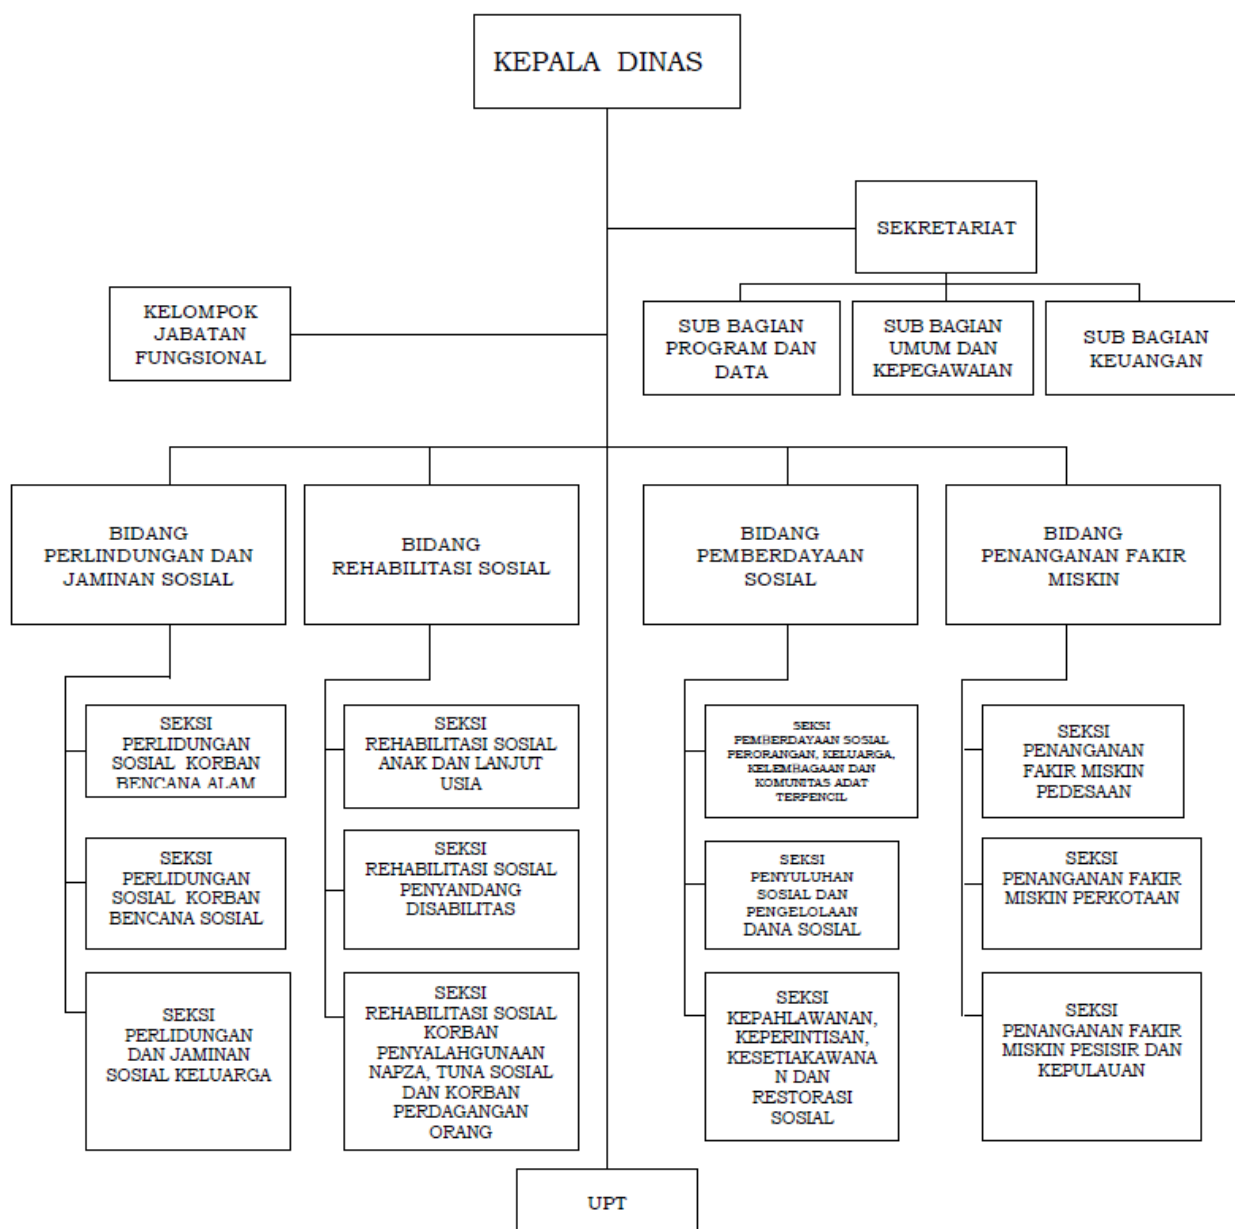 KEPALA DINAS
SEKRETARIAT
KELOMPOK
JABATAN
FUNGSIONAL
SUB BAGIAN
PROGRAM DAN
DATA
SUB BAGIAN
UMUM DAN
KEPEGAWAIAN
SUB BAGIAN
KEUANGAN
BIDANG
PERLINDUNGAN DAN
JAMINAN SOSIAL
BIDANG
REHABILITASI SOSIAL
BIDANG
PEMBERDAYAAN
SOSIAL
BIDANG
PENANGANAN FAKIR
MISKIN
SEKSI
PERLIDUNGAN
SOSIAL KORBAN
BENCANA ALAM
SEKSI
REHABILITASI SOSIAL
ANAK DAN LANJUT
USIA
SEKSI
PEMBERDAYAAN SOSIAL
PERORANGAN, KELUARGA,
KELEMBAGAAN DAN
KOMUNITAS ADAT
TERPENCIL
SEKSI
PENANGANAN
FAKIR MISKIN
PEDESAAN
SEKSI
PERLIDUNGAN
SOSIAL KORBAN
BENCANA SOSIAL
SEKSI
REHABILITASI SOSIAL
PENYANDANG
DISABILITAS
SEKSI
PENYULUHAN
SOSIAL DAN
PENGELOLAAN
DANA SOSIAL
SEKSI
PENANGANAN FAKIR
MISKIN PERKOTAAN
SEKSI
PERLIDUNGAN
DAN JAMINAN
SOSIAL KELUARGA
SEKSI
REHABILITASI SOSIAL
KORBAN
PENYALAHGUNAAN
NAPZA, TUNA SOSIAL
DAN KORBAN
PERDAGANGAN
ORANG
SEKSI
KEPAHLAWANAN,
KEPERINTISAN,
KESETIAKAWANA
N DAN
RESTORASI
SOSIAL
SEKSI
PENANGANAN FAKIR
MISKIN PESISIR DAN
KEPULAUAN
UPT